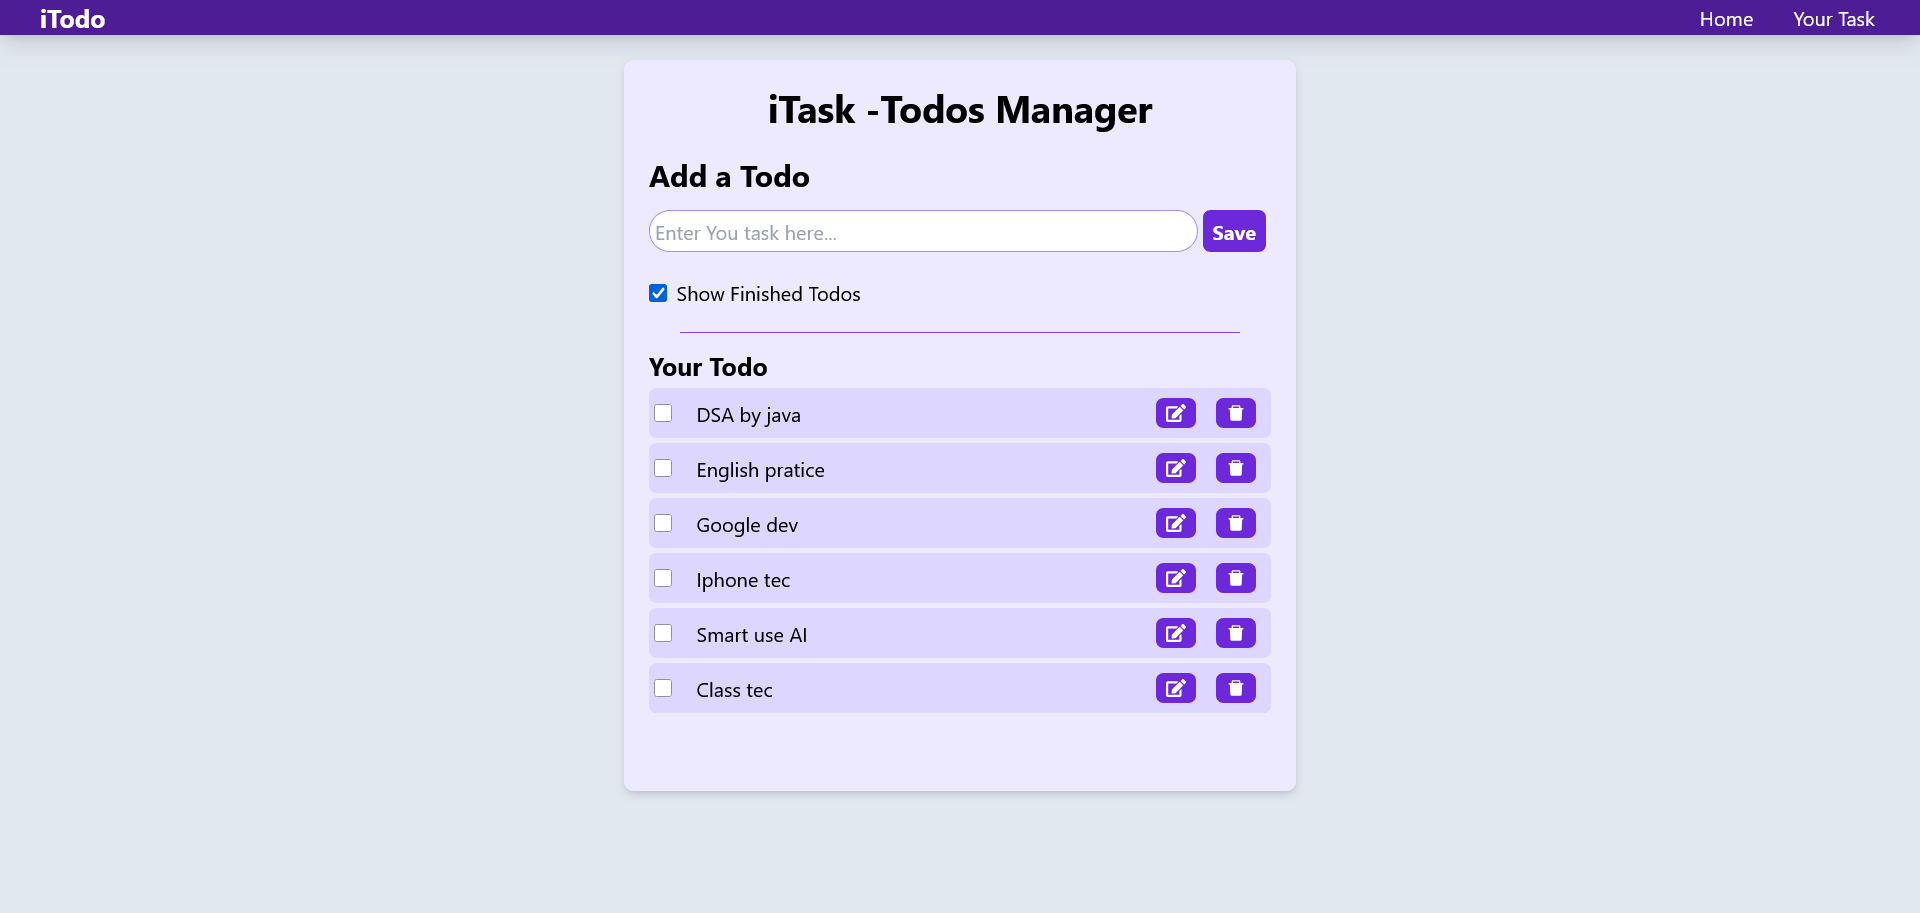 iTodo
Home
Your Task
iTask -Todos Manager
Add a Todo
Enter You task here...
Save
Show Finished Todos
Your Todo
DSA by java
English pratice
Google dev
Iphone tec
Smart use AI
Class tec